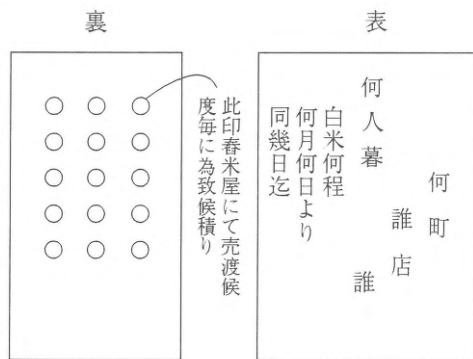 表
何町
誰店
誰
何人暮
白米何程
何月何日より
同幾日迄
裏
此印舂米屋にて売渡候
度毎に為致候積り